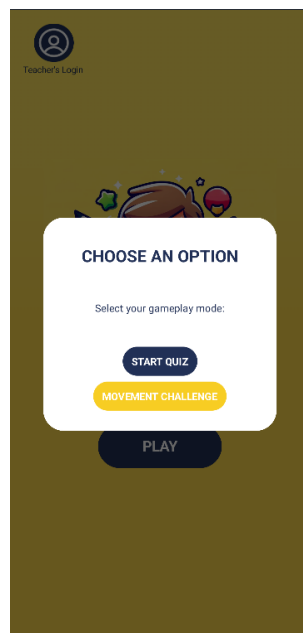 Teacher's Login
CHOOSE AN OPTION
Select your gameplay mode:
START QUIZ
MOVEMENT CHALLENGE
PLAY